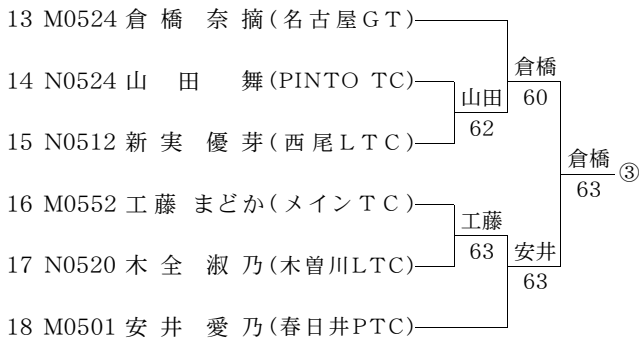 13 M0524 倉橋 奈摘(名古屋GT)
倉橋
14 N0524 山田 舞(PINTO TC)
山田 60
62
15 N0512 新実 優芽(西尾LTC)
倉橋 ③
63
16 M0552 工藤 まどか(メインTC)
工藤
63 安井
17 N0520 木全 淑乃(木曽川LTC)
63
18 M0501 安井 愛乃(春日井PTC)